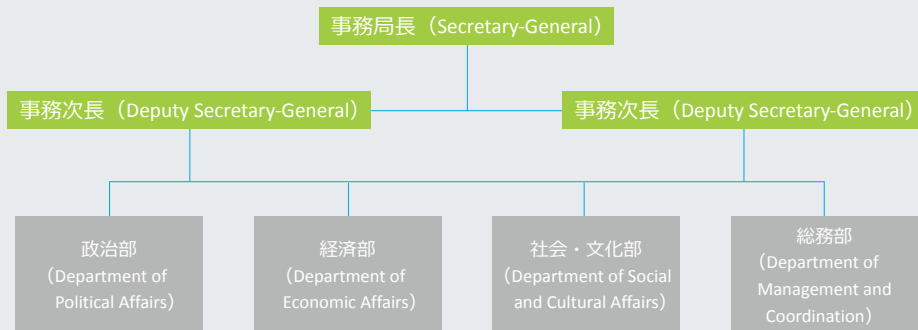 事務局長（Secretary-General）
事務次長（Deputy Secretary-General）
事務次長（Deputy Secretary-General）
政治部
（Department of
Political Affairs）
経済部
（Department of
Economic Affairs）
社会・文化部
（Department of Social
and Cultural Affairs）
総務部
（Department of
Management and
Coordination）